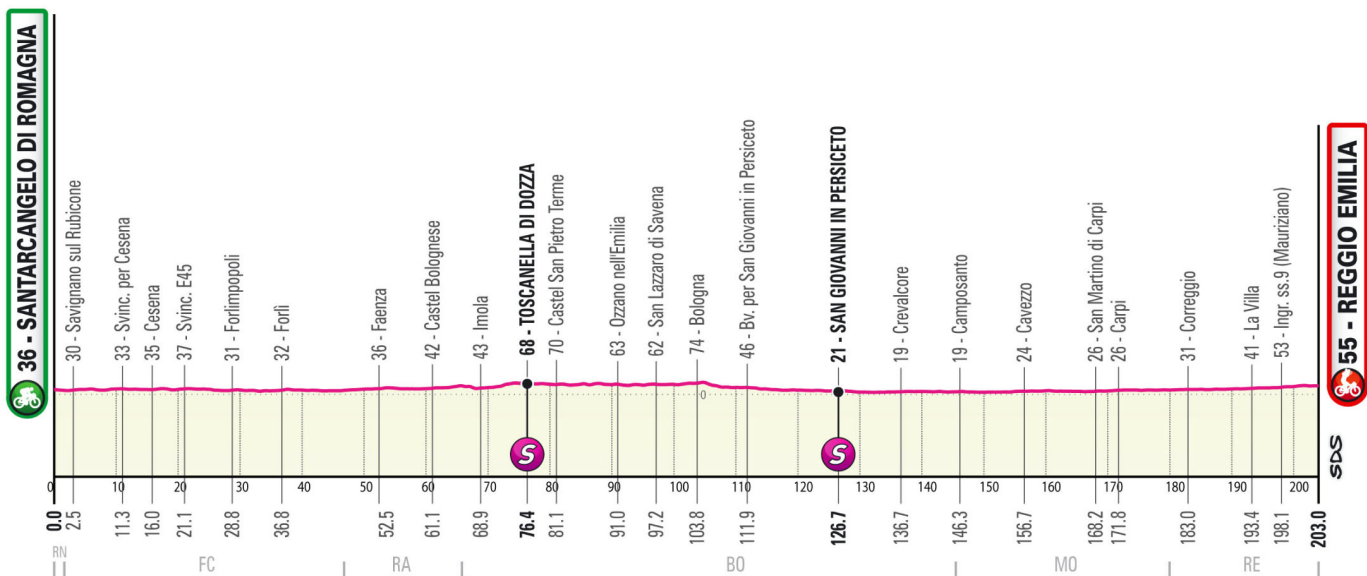 36 - SANTARCANGELO DI ROMAGNA
30 - Savignano sul Rubicone
33 - Svinc. per Cesena
35 - Cesena
37 - Svinc. E45
31 - Forlimpopoli
32 - Forlì
36 - Faenza
42 - Castel Bolognese
43 - Imola
68 - TOSCANELLA DI DOZZA
70 - Castel San Pietro Terme
63 - Ozzano nell'Emilia
62 - San Lazzaro di Savena
74 - Bologna
46 - Bv. per San Giovanni in Persiceto
21 - SAN GIOVANNI IN PERSICETO
19 - Crevalcore
19 - Camposanto
24 - Cavezzo
26 - San Martino di Carpi
26 - Carpi
31 - Correggio
41 - La Villa
53 - Ingr. ss.9 (Mauriziano)
55 - REGGIO EMILIA
0
S
S
SDS
0 10 20 30 40 50 60 70 80 90 100 110 120 130 140 150 160 170 180 190 200
0.0 2.5 11.3 16.0 21.1 28.8 36.8 52.5 61.1 68.9 76.4 81.1 91.0 97.2 103.8 111.9 126.7 136.7 146.3 156.7 168.2 171.8 183.0 193.4 198.1 203.0
RN FC RA BO MO RE